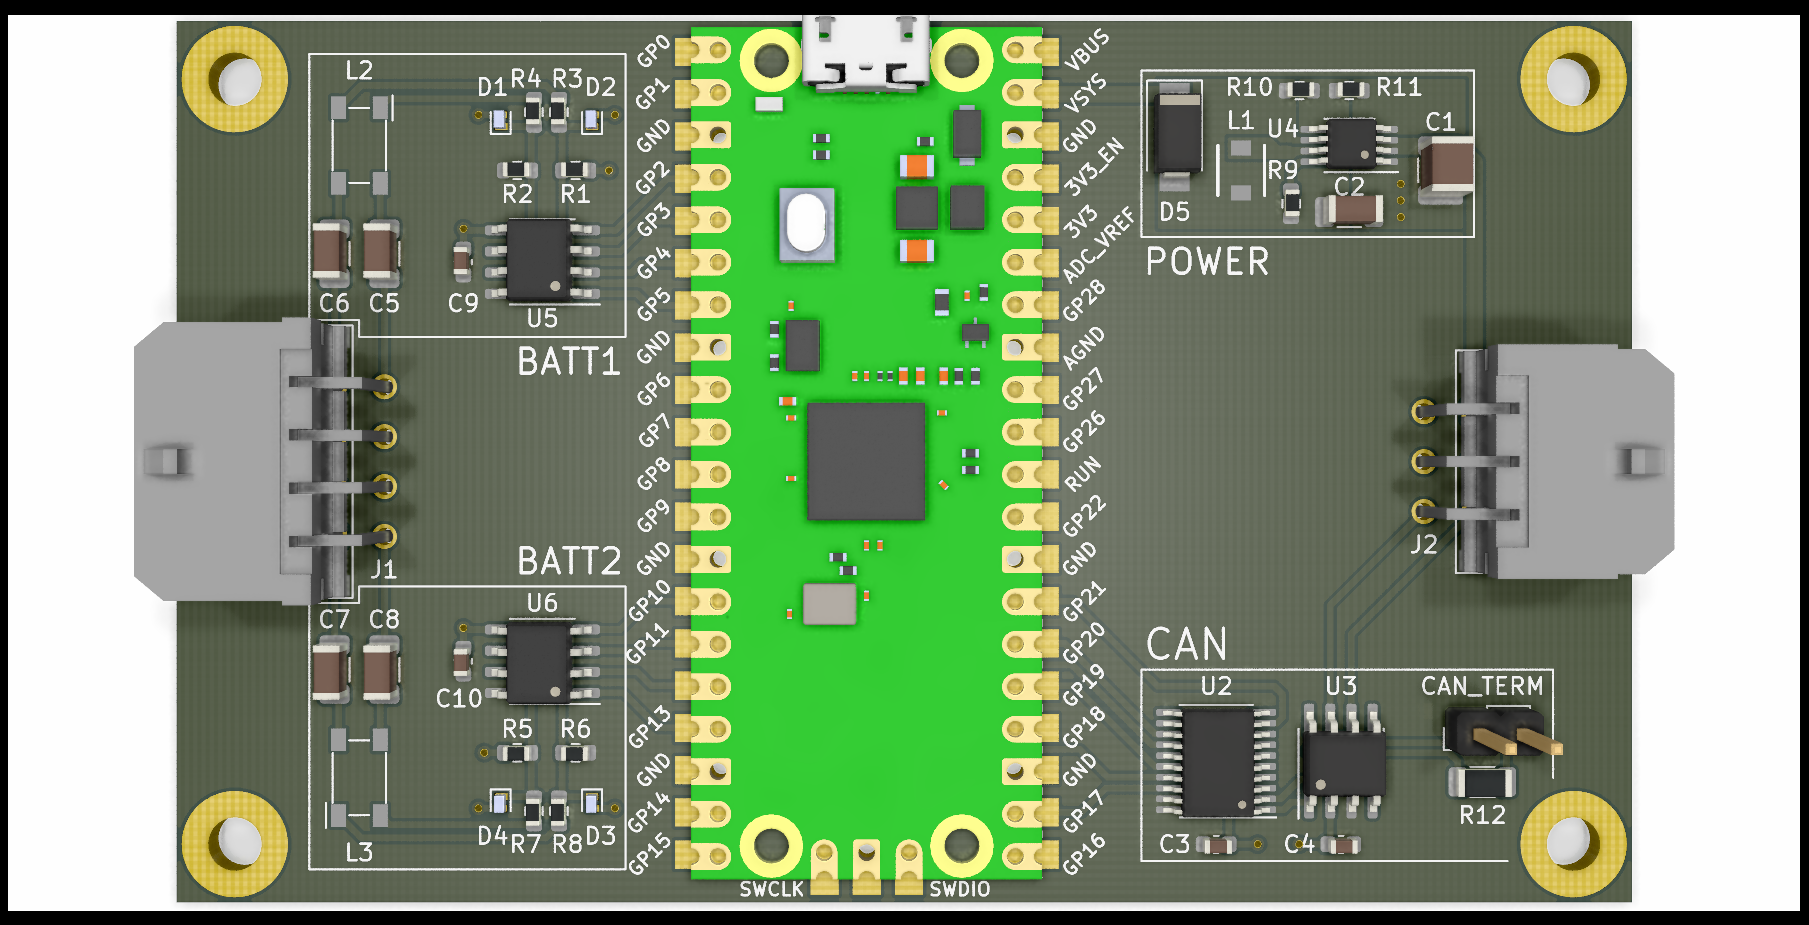 L2
D1
R4
R3
D2
R2
R1
C6
C5
C9
U5
BATT1
J1
BATT2
C7
C8
U6
C10
R5
R6
D4
R7
R8
D3
L3
GP0
GP1
GND
GP2
GP3
GP4
GP5
GND
GP6
GP7
GP8
GP9
GND
GP10
GP11
GP13
GND
GP14
GP15
SWCLK
SWDIO
VBUS
VSYS
GND
3V3_EN
3V3
ADC_VREF
GP28
AGND
GP27
GP26
RUN
GP22
GND
GP21
GP20
GP19
GP18
GND
GP17
GP16
R10
R11
L1
U4
C1
R9
C2
D5
POWER
J2
CAN
U2
U3
CAN_TERM
R12
C3
C4